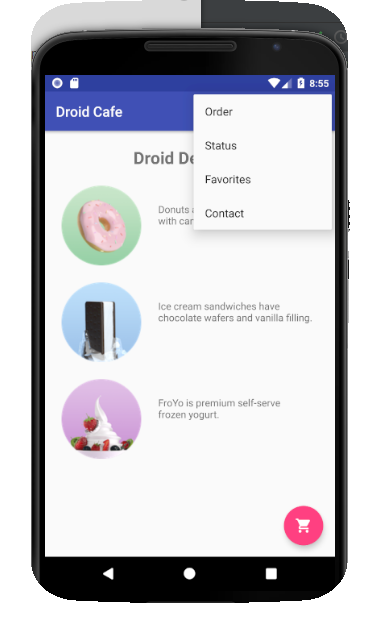 8:55
Droid Cafe
Order
Status
Favorites
Contact
Droid De
Donuts
with
Ice cream sandwiches have
chocolate wafers and vanilla filling.
FroYo is premium self-serve
frozen yogurt.